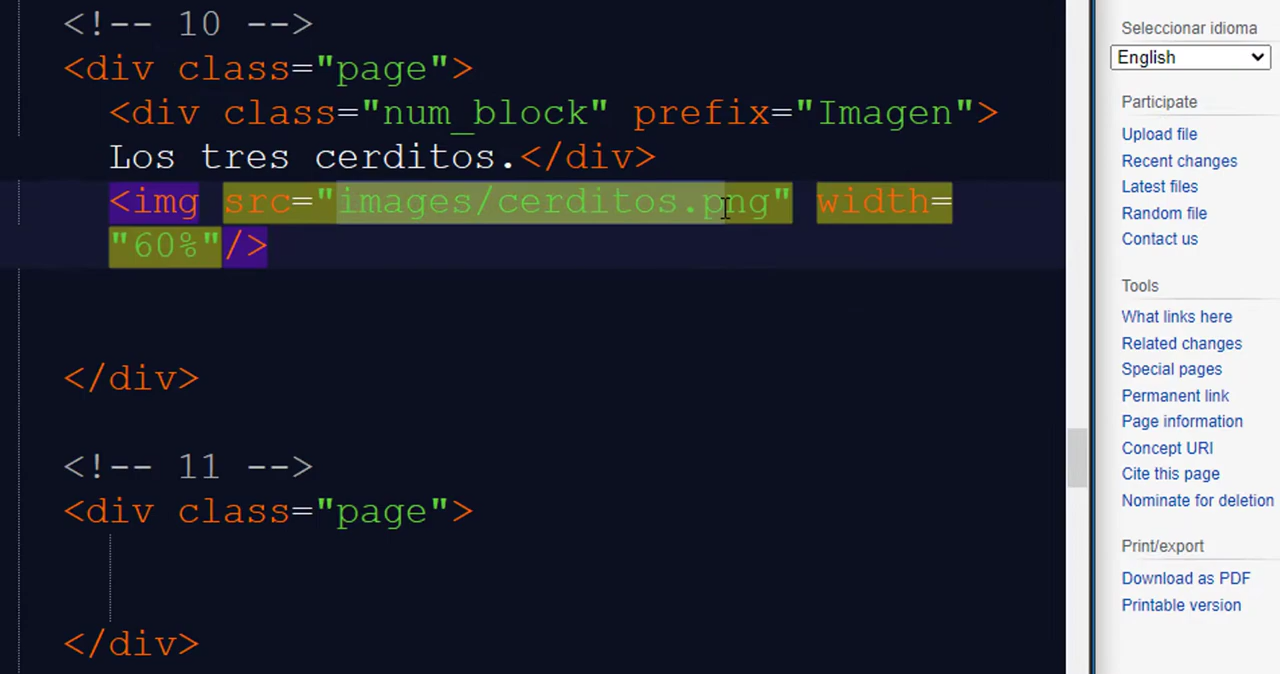 <!-- 10 -->
<div class="page">
<div class="num_block" prefix="Imagen">
Los tres cerditos.</div>
<img src="images/cerditos.png" width=
"60%"/>
</div>
<!-- 11 -->
<div class="page">
</div>
Seleccionar idioma
English
Participate
Upload file
Recent changes
Latest files
Random file
Contact us
Tools
What links here
Related changes
Special pages
Permanent link
Page information
Concept URI
Cite this page
Nominate for deletion
Print/export
Download as PDF
Printable version